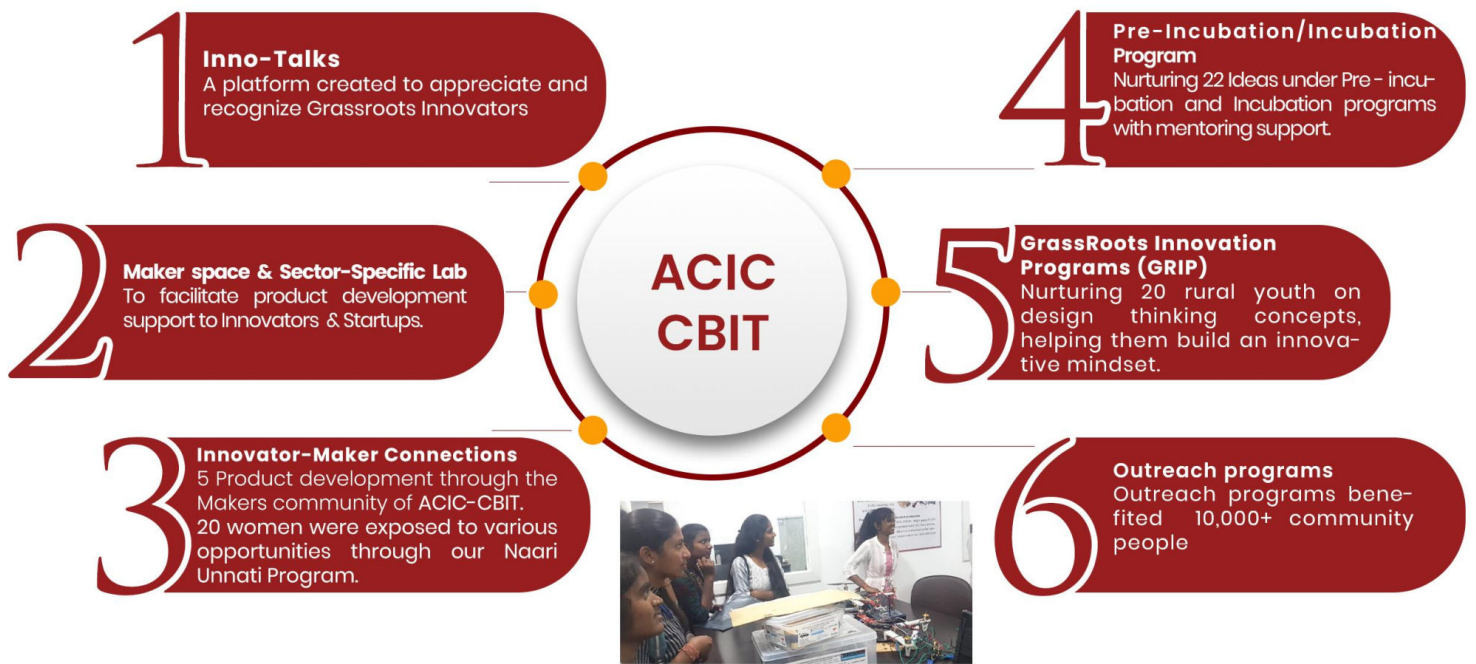 1
Inno-Talks
A platform created to appreciate and
recognize Grassroots Innovators
2
Maker space & Sector-Specific Lab
To facilitate product development
support to Innovators & Startups.
3
Innovator-Maker Connections
5 Product development through the
Makers community of ACIC-CBIT.
20 women were exposed to various
opportunities through our Naari
Unnati Program.
ACIC
CBIT
4
Pre-Incubation/Incubation
Program
Nurturing 22 Ideas under Pre - incu-
bation and Incubation programs
with mentoring support.
5
GrassRoots Innovation
Programs (GRIP)
Nurturing 20 rural youth on
design thinking concepts,
helping them build an innova-
tive mindset.
6
Outreach programs
Outreach programs bene-
fited 10,000+ community
people